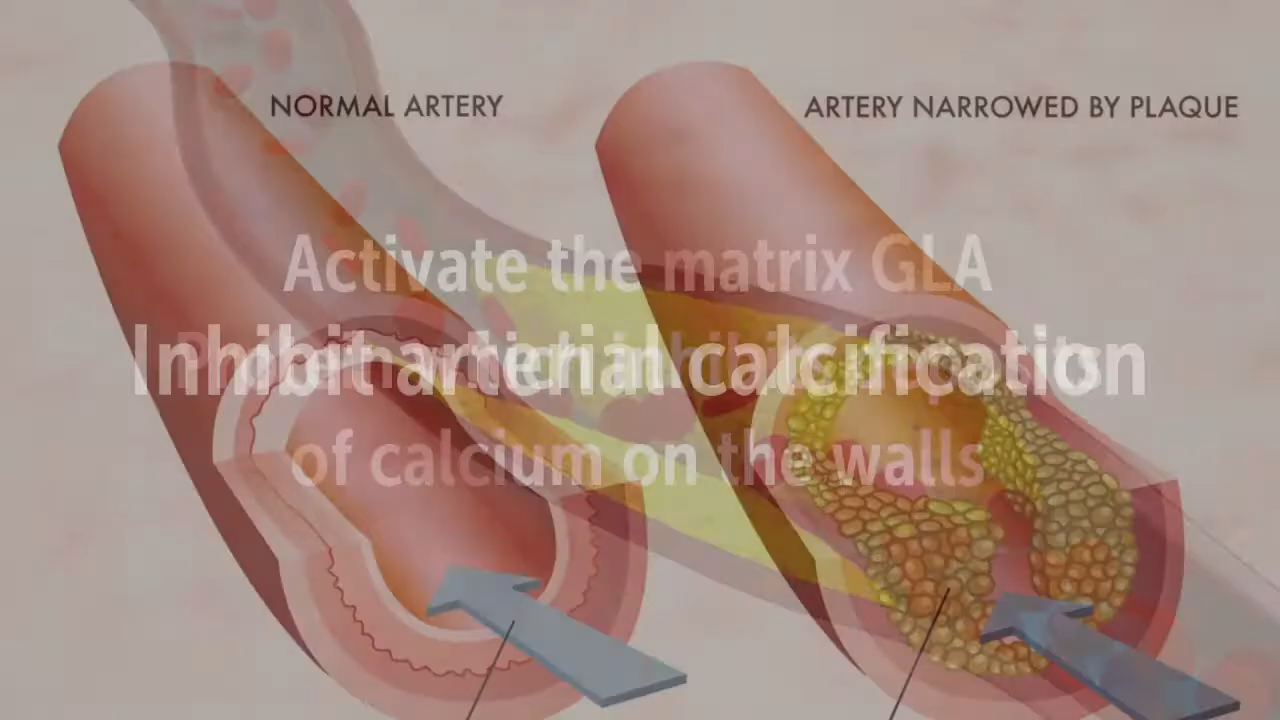 NORMAL ARTERY
ARTERY NARROWED BY PLAQUE
Activate the matrix GLA
Inhibit arterial calcification
of calcium on the walls